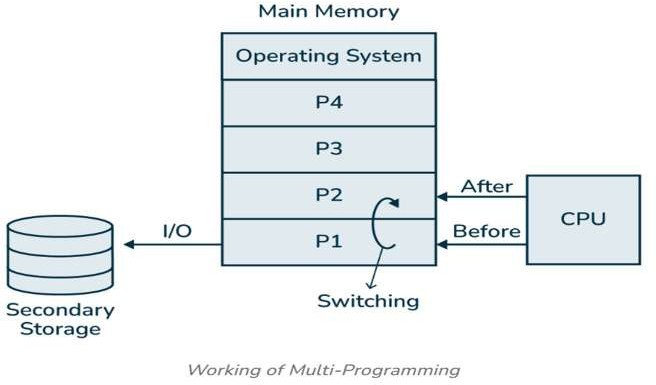 Main Memory
Operating System
P4
P3
P2
After
CPU
I/O
P1
Before
Switching
Secondary
Storage
Working of Multi-Programming